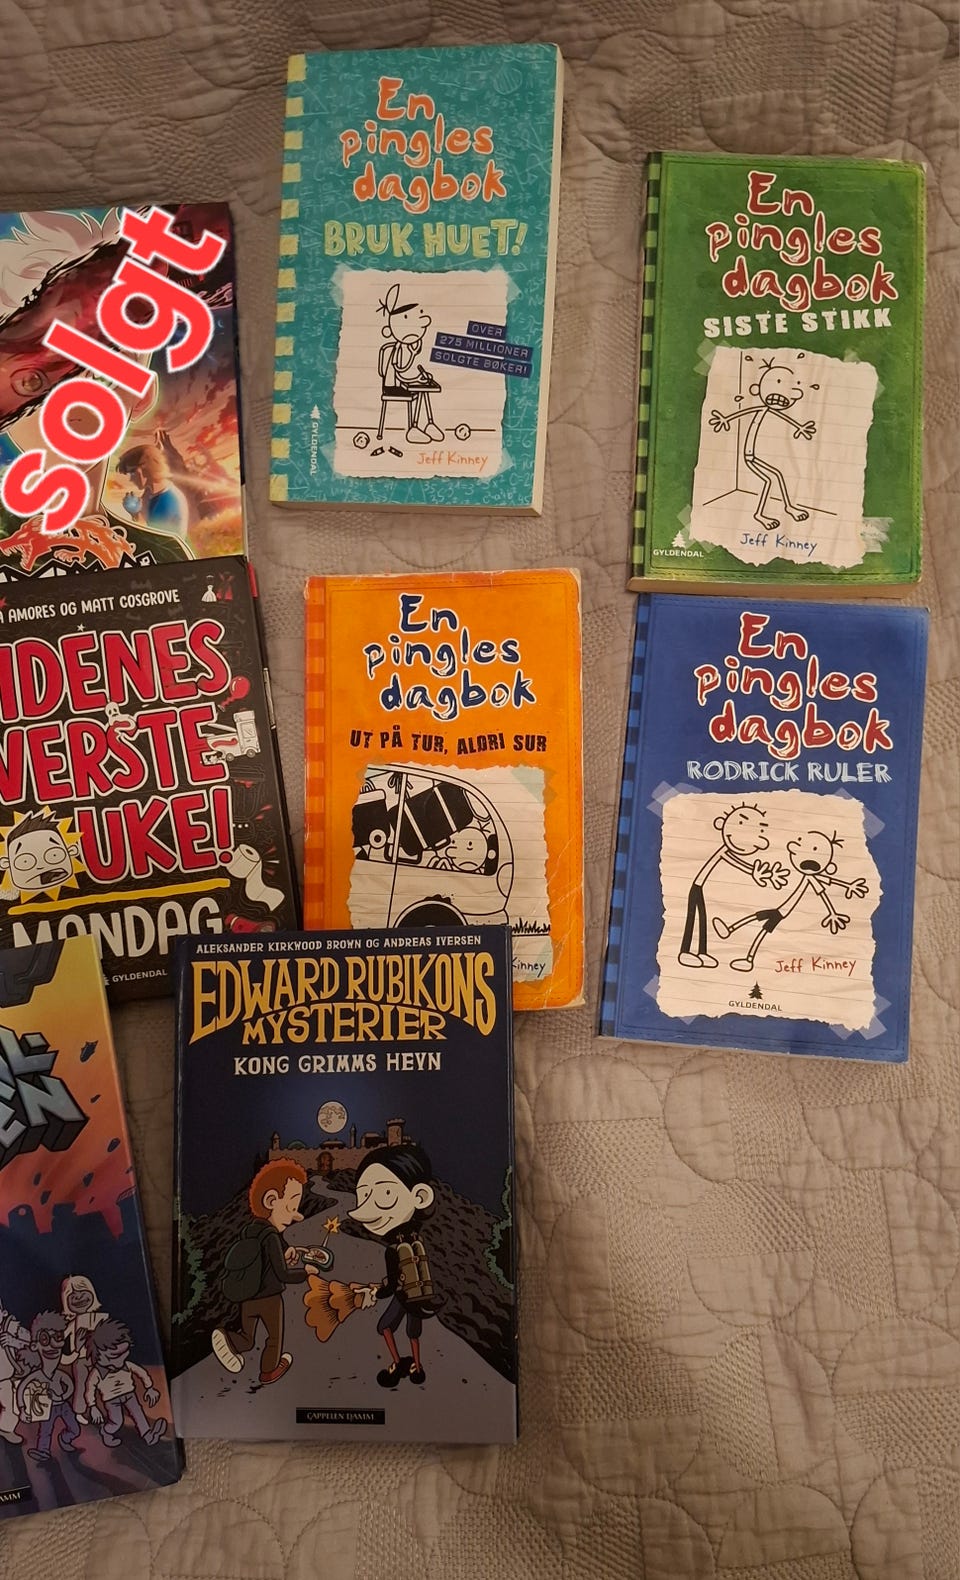 En
pingles
dagbok
BRUK HUET!
OVER
275 MILLIONER
SOLGTE BØKER!
Jeff Kinney
GYLDENDAL
En
pingles
dagbok
SISTE STIKK
Jeff Kinney
GYLDENDAL
solgt
AMORES OG MATT COSGROVE
IDENES
VERSTE
UKE!
MANDAG
GYLDENDAL
En
pingles
dagbok
UT PÅ TUR, ALDRI SUR
Kinney
En
pingles
dagbok
RODRICK RULER
Jeff Kinney
GYLDENDAL
ALEKSANDER KIRKWOOD BROWN OG ANDREAS IVERSEN
EDWARD RUBIKONS
MYSTERIER
KONG GRIMMS HEVN
CAPPELEN DAMM
EN
AMM